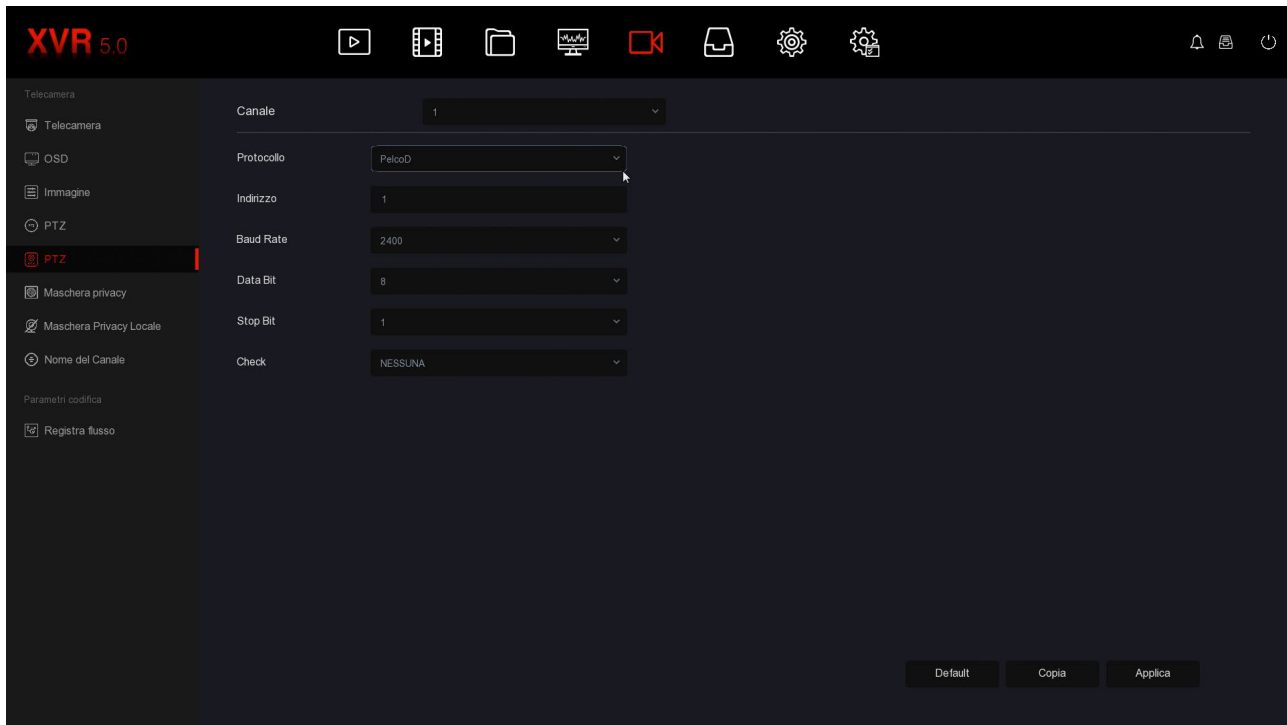 XVR 5.0
Telecamera
Telecamera
OSD
Immagine
PTZ
PTZ
Maschera privacy
Maschera Privacy Locale
Nome del Canale
Parametri codifica
Registra flusso
Canale 1
Protocollo PelcoD
Indirizzo 1
Baud Rate 2400
Data Bit 8
Stop Bit 1
Check NESSUNA
Default Copia Applica